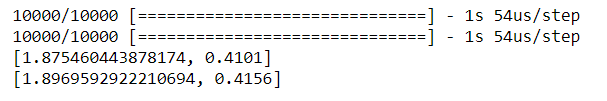 10000/10000 [==============================] - 1s 54us/step
10000/10000 [==============================] - 1s 54us/step
[1.875460443878174, 0.4101]
[1.8969592922210694, 0.4156]